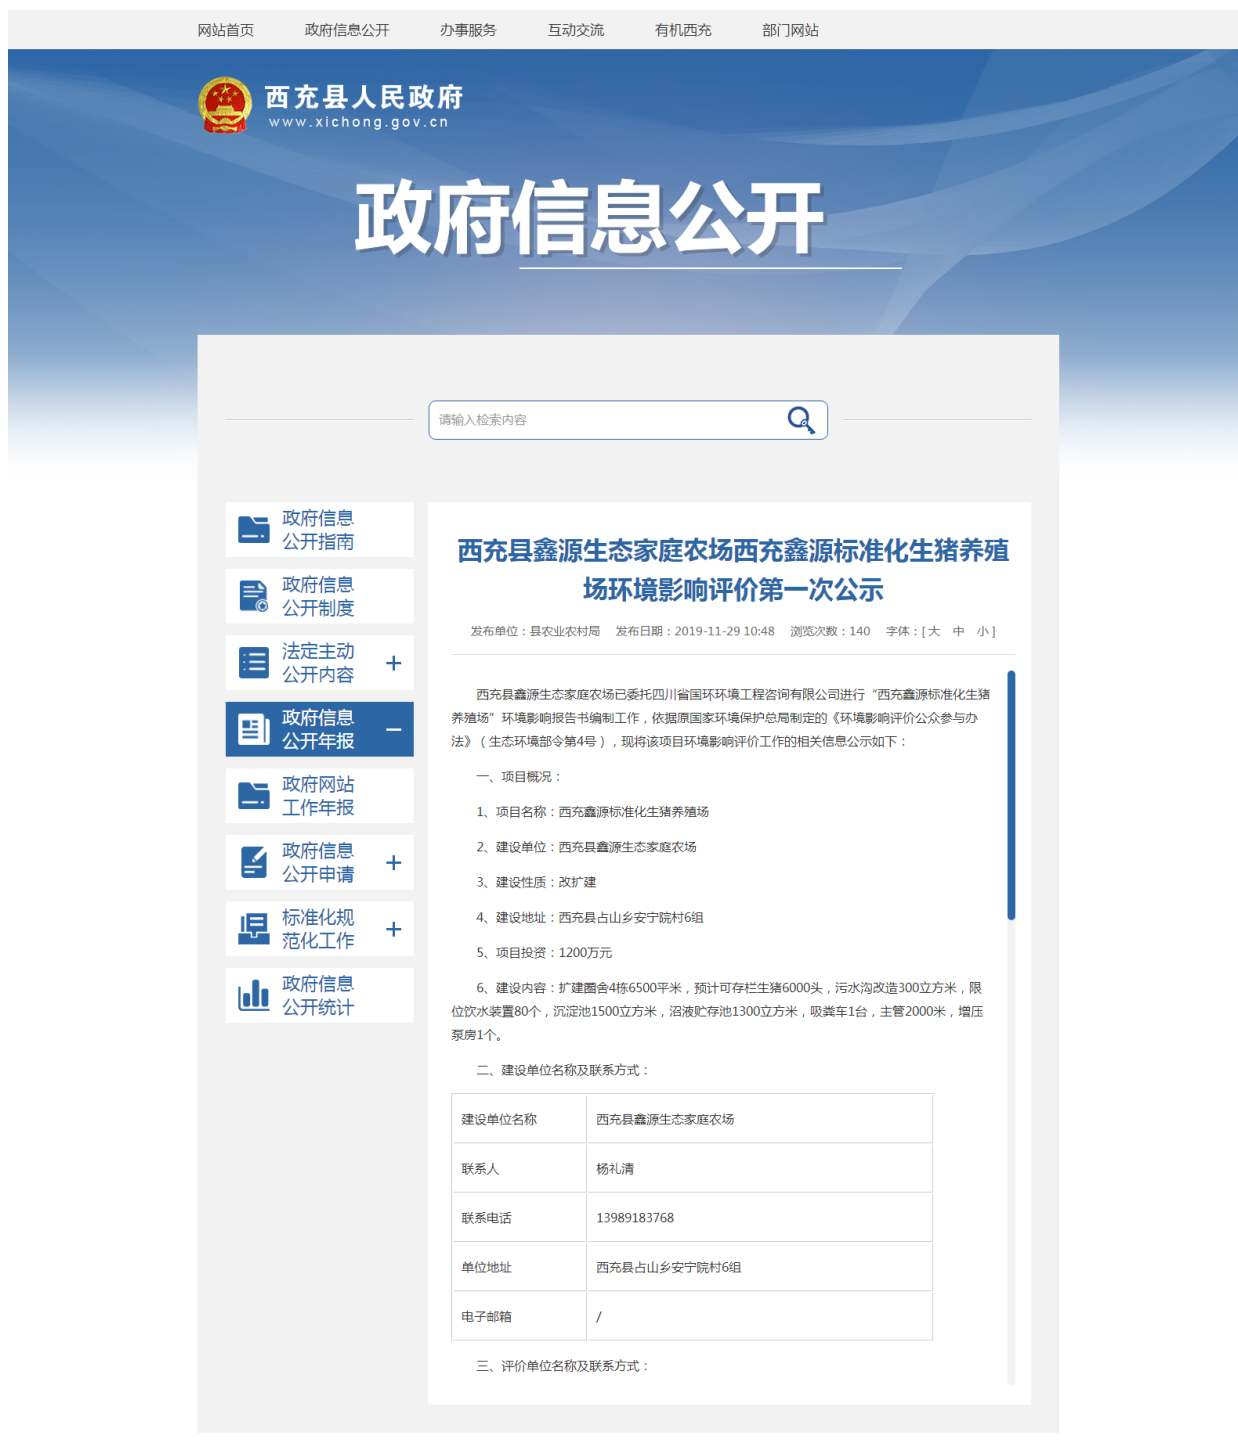 网站首页 政府信息公开 办事服务 互动交流 有机西充 部门网站
西充县人民政府
www.xichong.gov.cn
政府信息公开
请输入检索内容
政府信息
公开指南
政府信息
公开制度
法定主动
公开内容 +
政府信息
公开年报 −
政府网站
工作年报
政府信息
公开申请 +
标准化规
范化工作 +
政府信息
公开统计
西充县鑫源生态家庭农场西充鑫源标准化生猪养殖
场环境影响评价第一次公示
发布单位：县农业农村局 发布日期：2019-11-29 10:48 浏览次数：140 字体：[ 大 中 小 ]
西充县鑫源生态家庭农场已委托四川省国环环境工程咨询有限公司进行“西充鑫源标准化生猪
养殖场”环境影响报告书编制工作，依据原国家环境保护总局制定的《环境影响评价公众参与办
法》（生态环境部令第4号），现将该项目环境影响评价工作的相关信息公示如下：
一、项目概况：
1、项目名称：西充鑫源标准化生猪养殖场
2、建设单位：西充县鑫源生态家庭农场
3、建设性质：改扩建
4、建设地址：西充县占山乡安宁院村6组
5、项目投资：1200万元
6、建设内容：扩建圈舍4栋6500平米，预计可存栏生猪6000头，污水沟改造300立方米，限
位饮水装置80个，沉淀池1500立方米，沼液贮存池1300立方米，吸粪车1台，主管2000米，增压
泵房1个。
二、建设单位名称及联系方式：
建设单位名称 西充县鑫源生态家庭农场
联系人 杨礼清
联系电话 13989183768
单位地址 西充县占山乡安宁院村6组
电子邮箱 /
三、评价单位名称及联系方式：